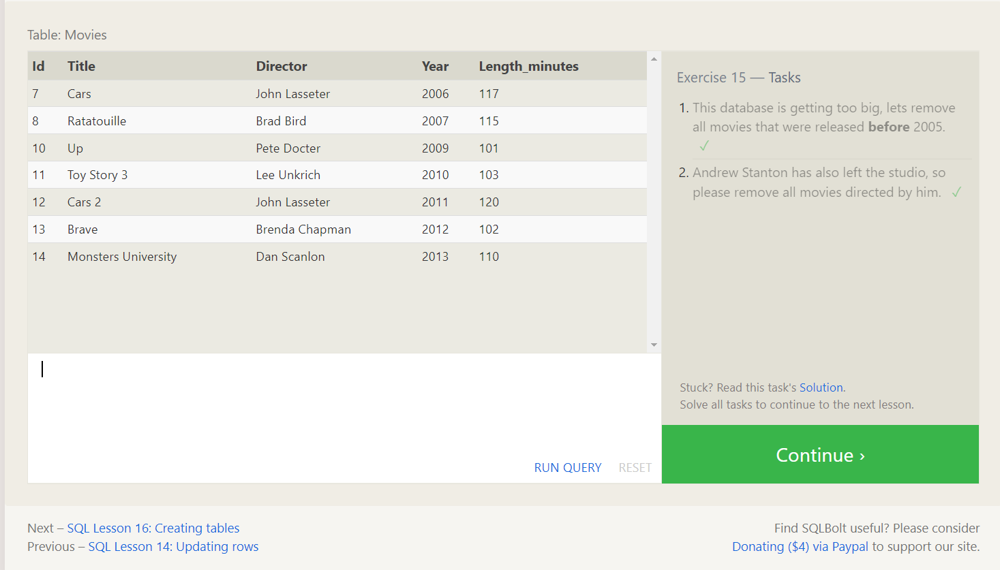 Table: Movies
Id Title Director Year Length_minutes
7 Cars John Lasseter 2006 117
8 Ratatouille Brad Bird 2007 115
10 Up Pete Docter 2009 101
11 Toy Story 3 Lee Unkrich 2010 103
12 Cars 2 John Lasseter 2011 120
13 Brave Brenda Chapman 2012 102
14 Monsters University Dan Scanlon 2013 110
RUN QUERY RESET
Exercise 15 — Tasks
1. This database is getting too big, lets remove
all movies that were released before 2005.
✓
2. Andrew Stanton has also left the studio, so
please remove all movies directed by him. ✓
Stuck? Read this task's Solution.
Solve all tasks to continue to the next lesson.
Continue ›
Next – SQL Lesson 16: Creating tables
Previous – SQL Lesson 14: Updating rows
Find SQLBolt useful? Please consider
Donating ($4) via Paypal to support our site.